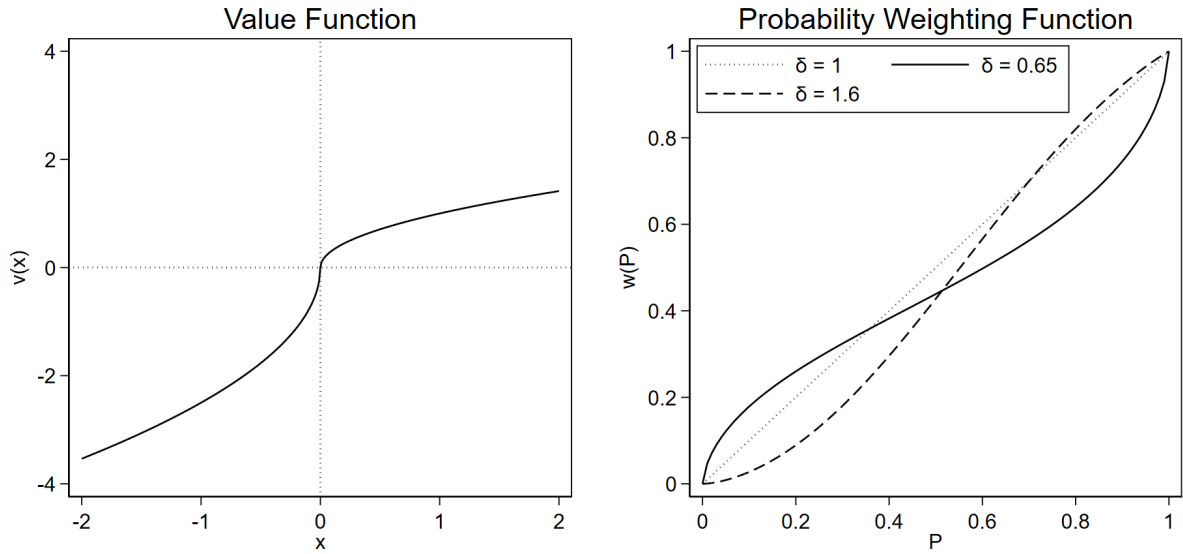 Value Function
4
2
0
-2
-4
v(x)
-2 -1 0 1 2
x
Probability Weighting Function
δ = 1 δ = 0.65
δ = 1.6
1
0.8
0.6
0.4
0.2
0
w(P)
0 0.2 0.4 0.6 0.8 1
P